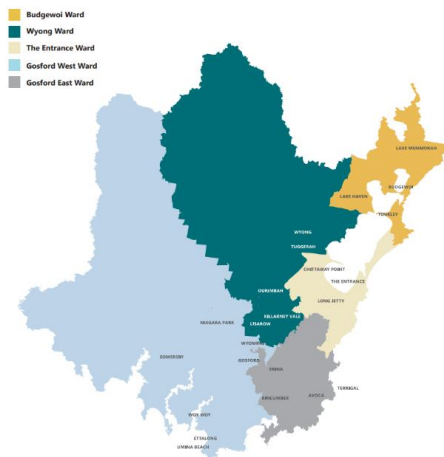 Budgewoi Ward
Wyong Ward
The Entrance Ward
Gosford West Ward
Gosford East Ward
LAKE MUNMORAH
BUDGEWOI
LAKE HAVEN
TOUKLEY
WYONG
TUGGERAH
CHITTAWAY POINT
THE ENTRANCE
OURIMBAH
LONG JETTY
KILLARNEY VALE
NIAGARA PARK
LISAROW
WYOMING
SOMERSBY
GOSFORD
ERINA
TERRIGAL
KINCUMBER
AVOCA
WOY WOY
ETTALONG
UMINA BEACH